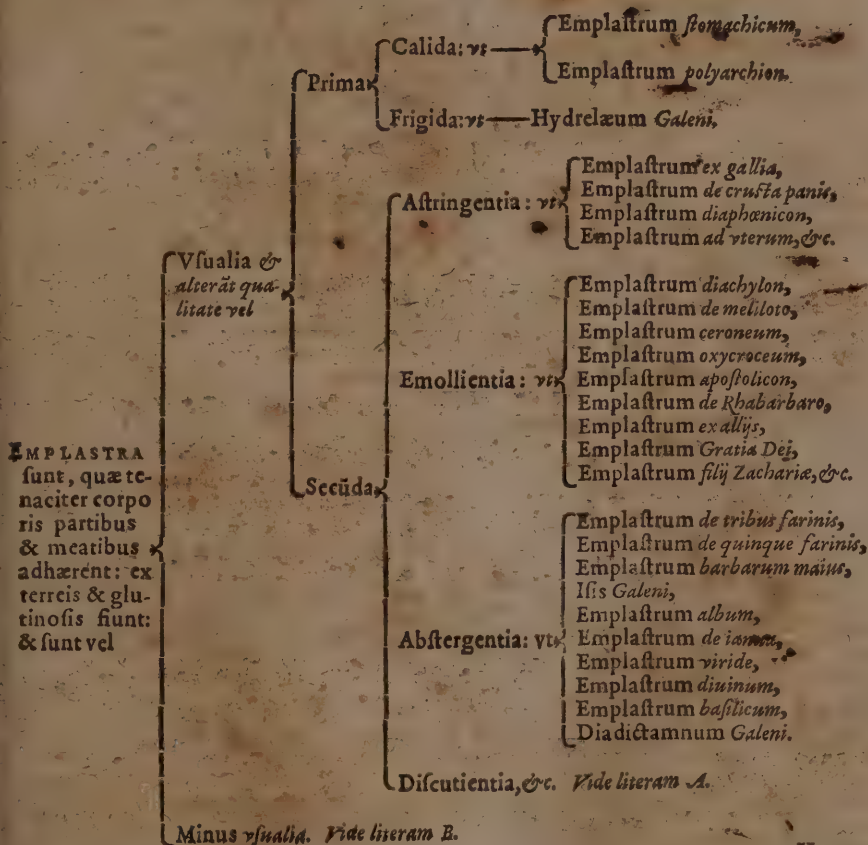 EMPLASTRA
ſunt, quæ te-
naciter corpo
ris partibus
& meatibus
adhærent: ex
terreis & glu-
tinoſis fiunt:
& ſunt vel
Vſualia &
alterāt qua-
litate vel
Prima
Calida: vt
Emplaſtrum ſtomachicum,
Emplaſtrum polyarchion.
Frigida: vt Hydrelæum Galeni,
Secūda
Aſtringentia: vt
Emplaſtrum ex gallia,
Emplaſtrum de cruſta panis,
Emplaſtrum diaphœnicon,
Emplaſtrum ad vterum, &c.
Emollientia: vt
Emplaſtrum diachylon,
Emplaſtrum de meliloto,
Emplaſtrum ceroneum,
Emplaſtrum oxycroceum,
Emplaſtrum apoſtolicon,
Emplaſtrum de Rhabarbaro,
Emplaſtrum ex allijs,
Emplaſtrum Gratia Dei,
Emplaſtrum filij Zachariæ, &c.
Abſtergentia: vt
Emplaſtrum de tribus farinis,
Emplaſtrum de quinque farinis,
Emplaſtrum barbarum maius,
Iſis Galeni,
Emplaſtrum album,
Emplaſtrum de ianua,
Emplaſtrum viride,
Emplaſtrum diuinum,
Emplaſtrum baſilicum,
Diadictamnum Galeni.
Diſcutientia, &c. Vide literam A.
Minus vſualia. Vide literam B.